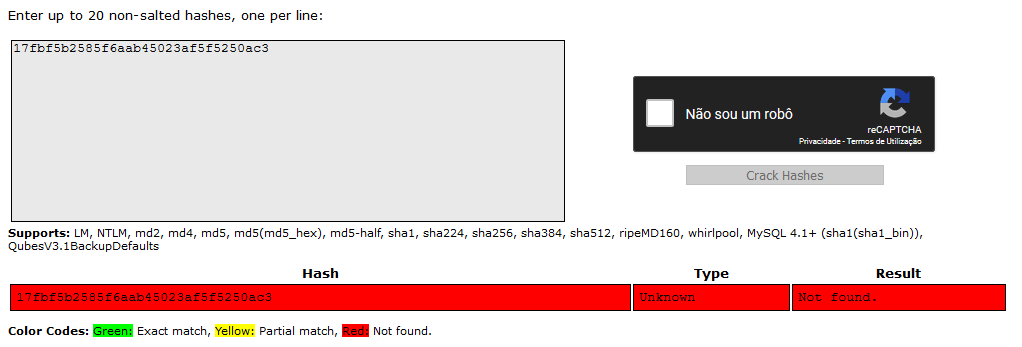 Enter up to 20 non-salted hashes, one per line:
17fbf5b2585f6aab45023af5f5250ac3
Não sou um robô
reCAPTCHA
Privacidade - Termos de Utilização
Crack Hashes
Supports: LM, NTLM, md2, md4, md5, md5(md5_hex), md5-half, sha1, sha224, sha256, sha384, sha512, ripeMD160, whirlpool, MySQL 4.1+ (sha1(sha1_bin)),
QubesV3.1BackupDefaults
Hash Type Result
17fbf5b2585f6aab45023af5f5250ac3 Unknown Not found.
Color Codes: Green: Exact match, Yellow: Partial match, Red: Not found.